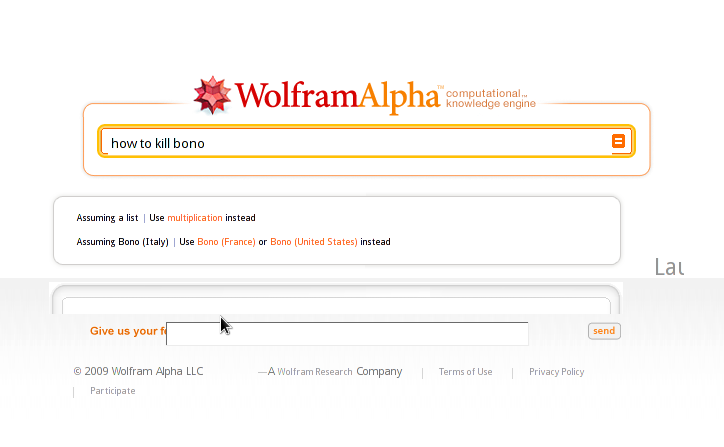 WolframAlpha™ computational...
knowledge engine
how to kill bono
Assuming a list | Use multiplication instead
Assuming Bono (Italy) | Use Bono (France) or Bono (United States) instead
Give us your send
© 2009 Wolfram Alpha LLC —A Wolfram Research Company | Terms of Use | Privacy Policy
| Participate